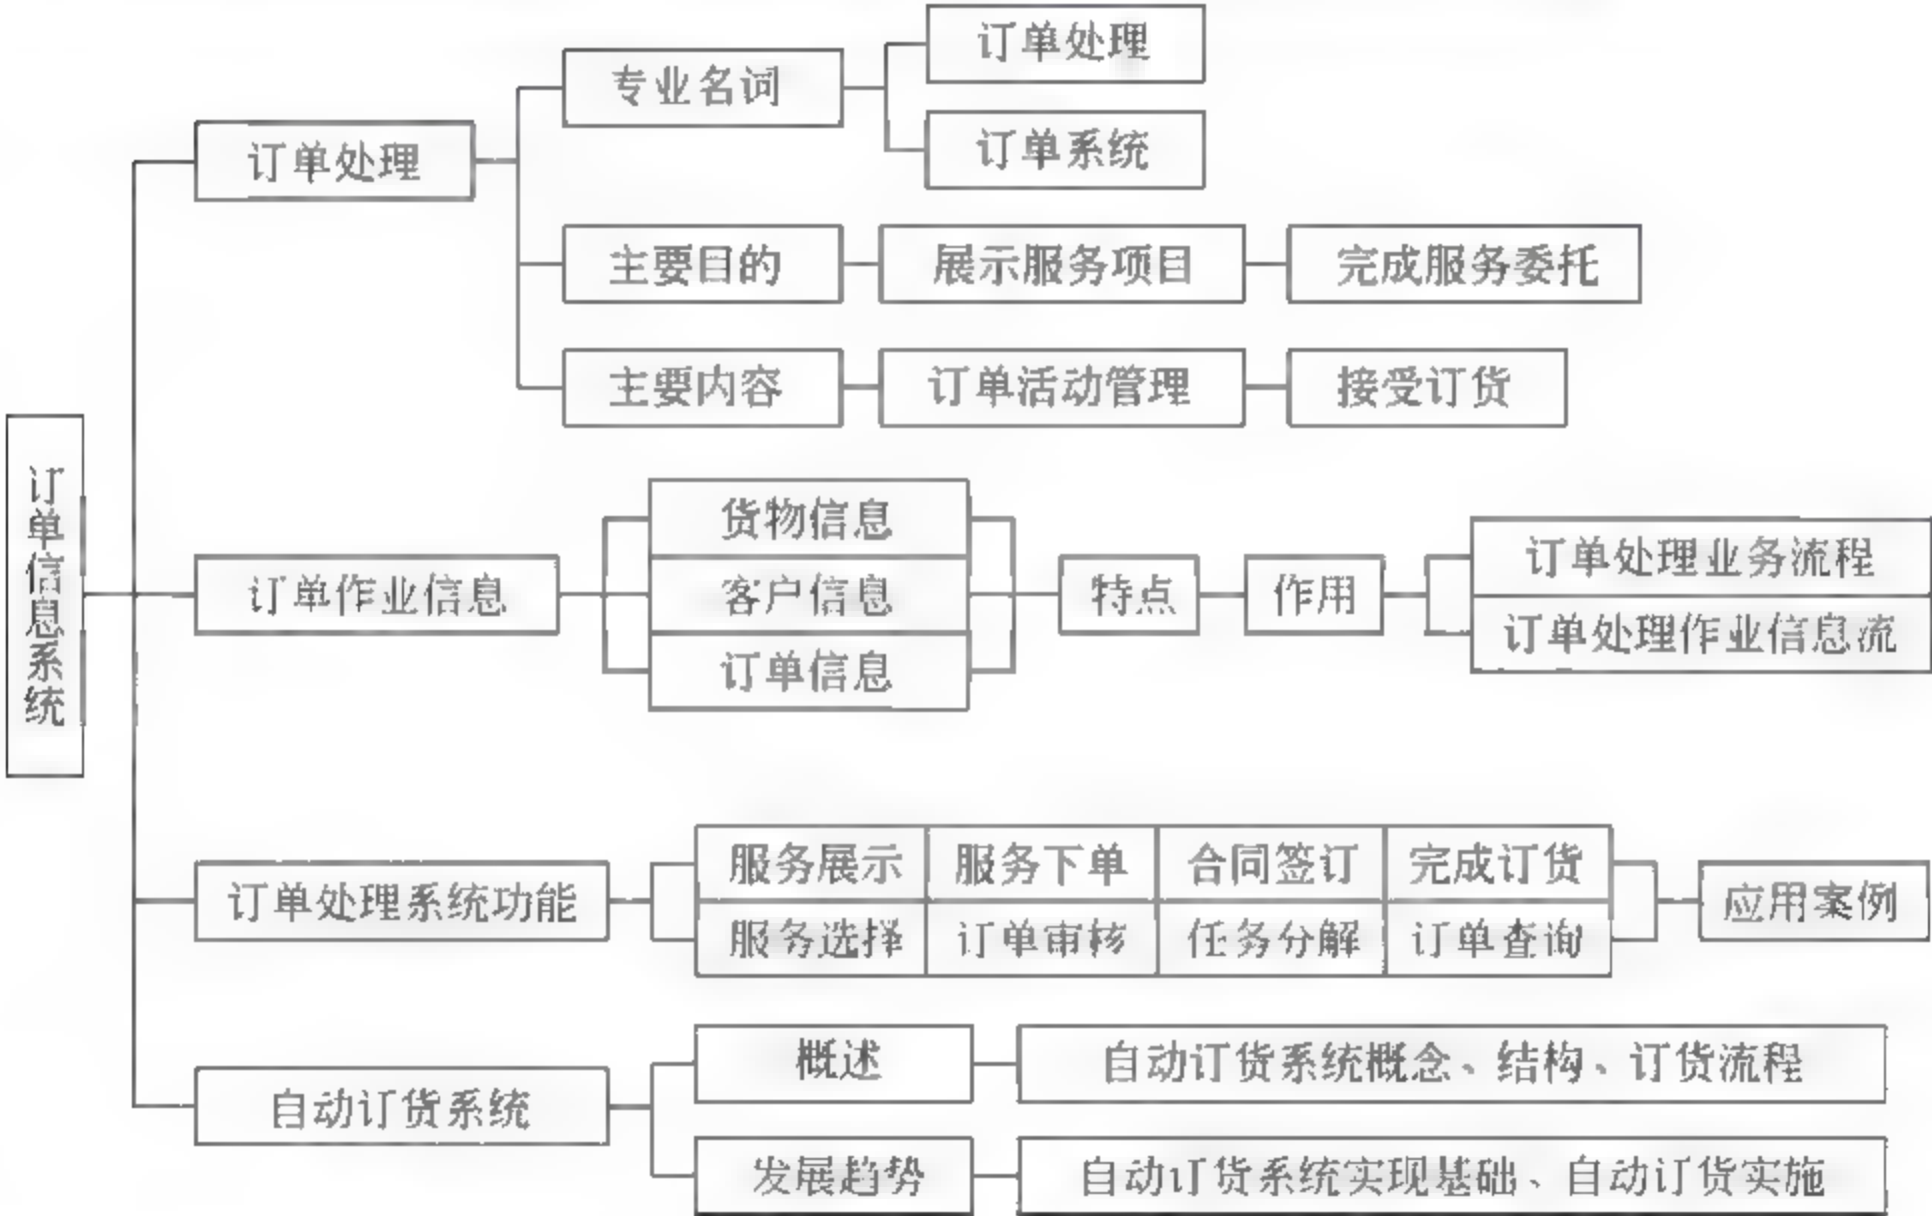 订单信息系统
订单处理
专业名词
订单处理
订单系统
主要目的
展示服务项目
完成服务委托
主要内容
订单活动管理
接受订货
订单作业信息
货物信息
客户信息
订单信息
特点
作用
订单处理业务流程
订单处理作业信息流
订单处理系统功能
服务展示
服务下单
合同签订
完成订货
服务选择
订单审核
任务分解
订单查询
应用案例
自动订货系统
概述
自动订货系统概念、结构、订货流程
发展趋势
自动订货系统实现基础、自动订货实施